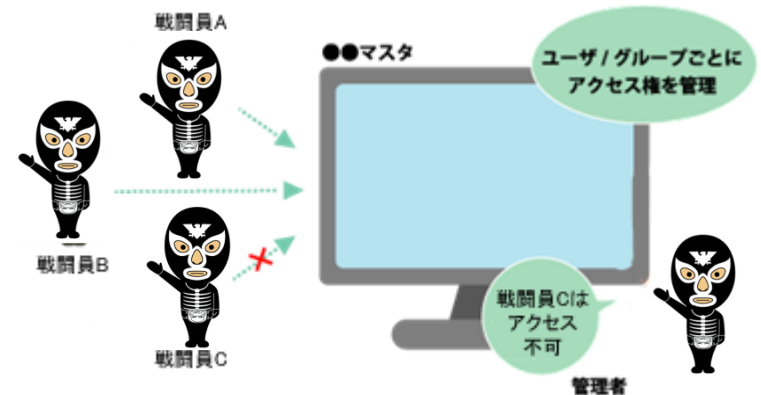 戦闘員A
●●マスタ
ユーザ / グループごとに
アクセス権を管理
戦闘員B
戦闘員C
戦闘員Cは
アクセス
不可
管理者